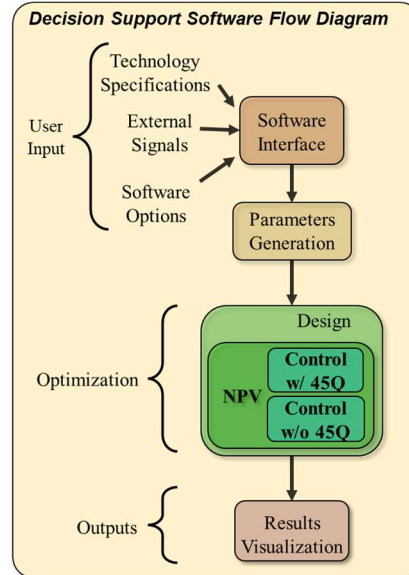 Decision Support Software Flow Diagram
Technology
Specifications
User
Input
External
Signals
Software
Options
Software
Interface
Parameters
Generation
Optimization
Design
NPV
Control
w/ 45Q
Control
w/o 45Q
Outputs
Results
Visualization